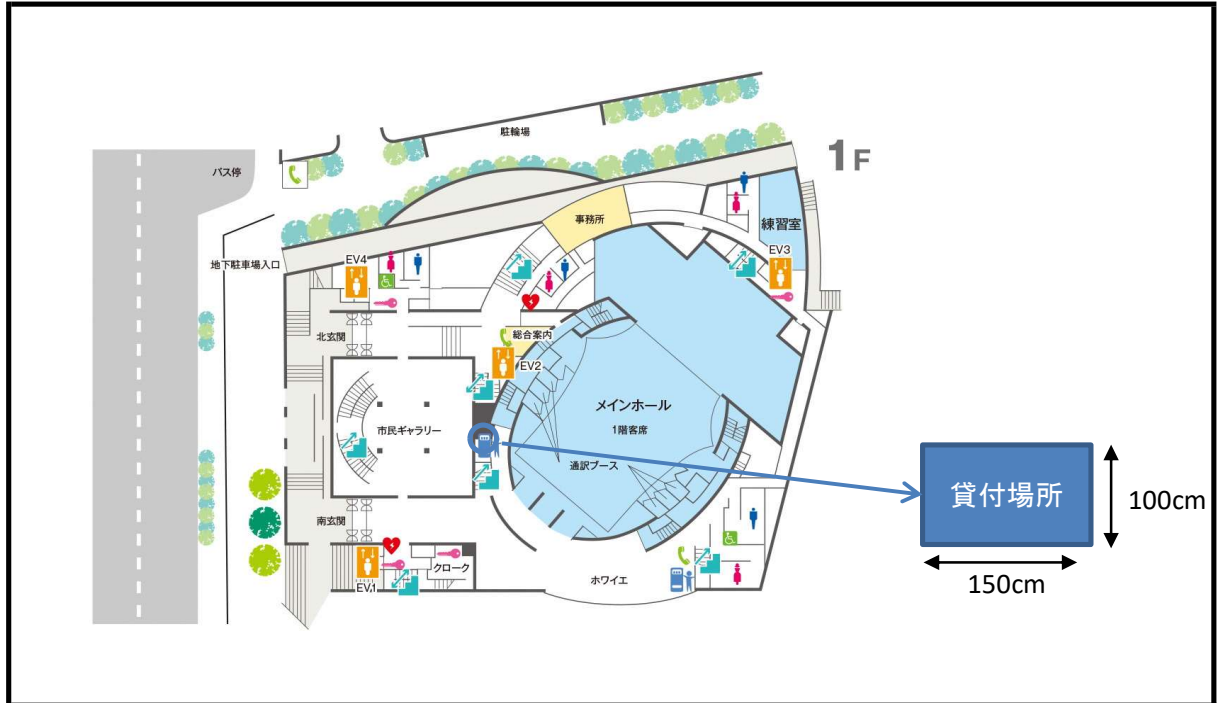 駐輪場
1F
バス停
事務所
練習室
地下駐車場入口
EV4
EV3
北玄関
総合案内
EV2
メインホール
1階客席
市民ギャラリー
通訳ブース
貸付場所
100cm
150cm
南玄関
クローク
EV1
ホワイエ